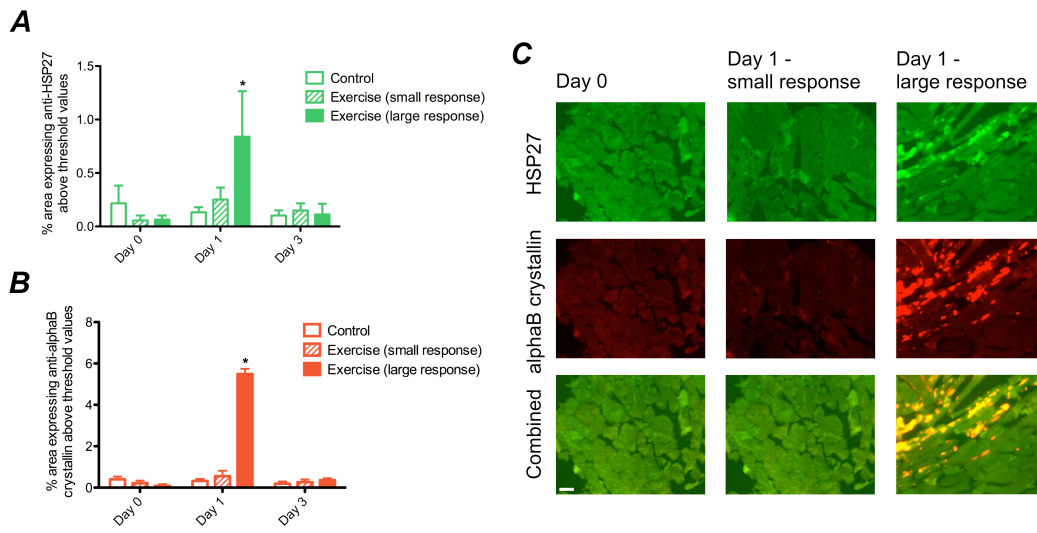 A
% area expressing anti-HSP27
above threshold values
1.5
1.0
0.5
0.0
Day 0
Day 1
Day 3
*
Control
Exercise (small response)
Exercise (large response)
B
% area expressing anti-alphaB
crystallin above threshold values
8
6
4
2
0
Day 0
Day 1
Day 3
*
Control
Exercise (small response)
Exercise (large response)
C
Day 0
Day 1 -
small response
Day 1 -
large response
HSP27
alphaB crystallin
Combined